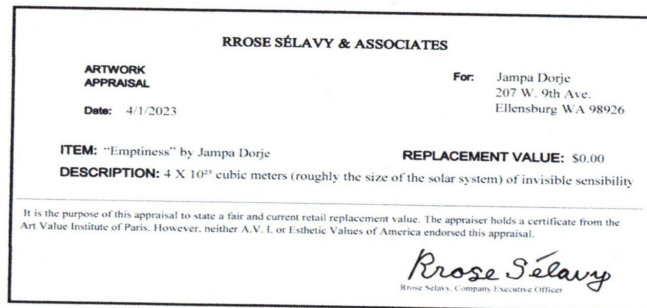 RROSE SÉLAVY & ASSOCIATES
ARTWORK
APPRAISAL
For: Jampa Dorje
207 W. 9th Ave.
Ellensburg WA 98926
Date: 4/1/2023
ITEM: “Emptiness” by Jampa Dorje
REPLACEMENT VALUE: $0.00
DESCRIPTION: 4 X 10²³ cubic meters (roughly the size of the solar system) of invisible sensibility
It is the purpose of this appraisal to state a fair and current retail replacement value. The appraiser holds a certificate from the
Art Value Institute of Paris. However, neither A.V. I. or Esthetic Values of America endorsed this appraisal.
Rrose Sélavy
Rrose Selavy, Company Executive Officer